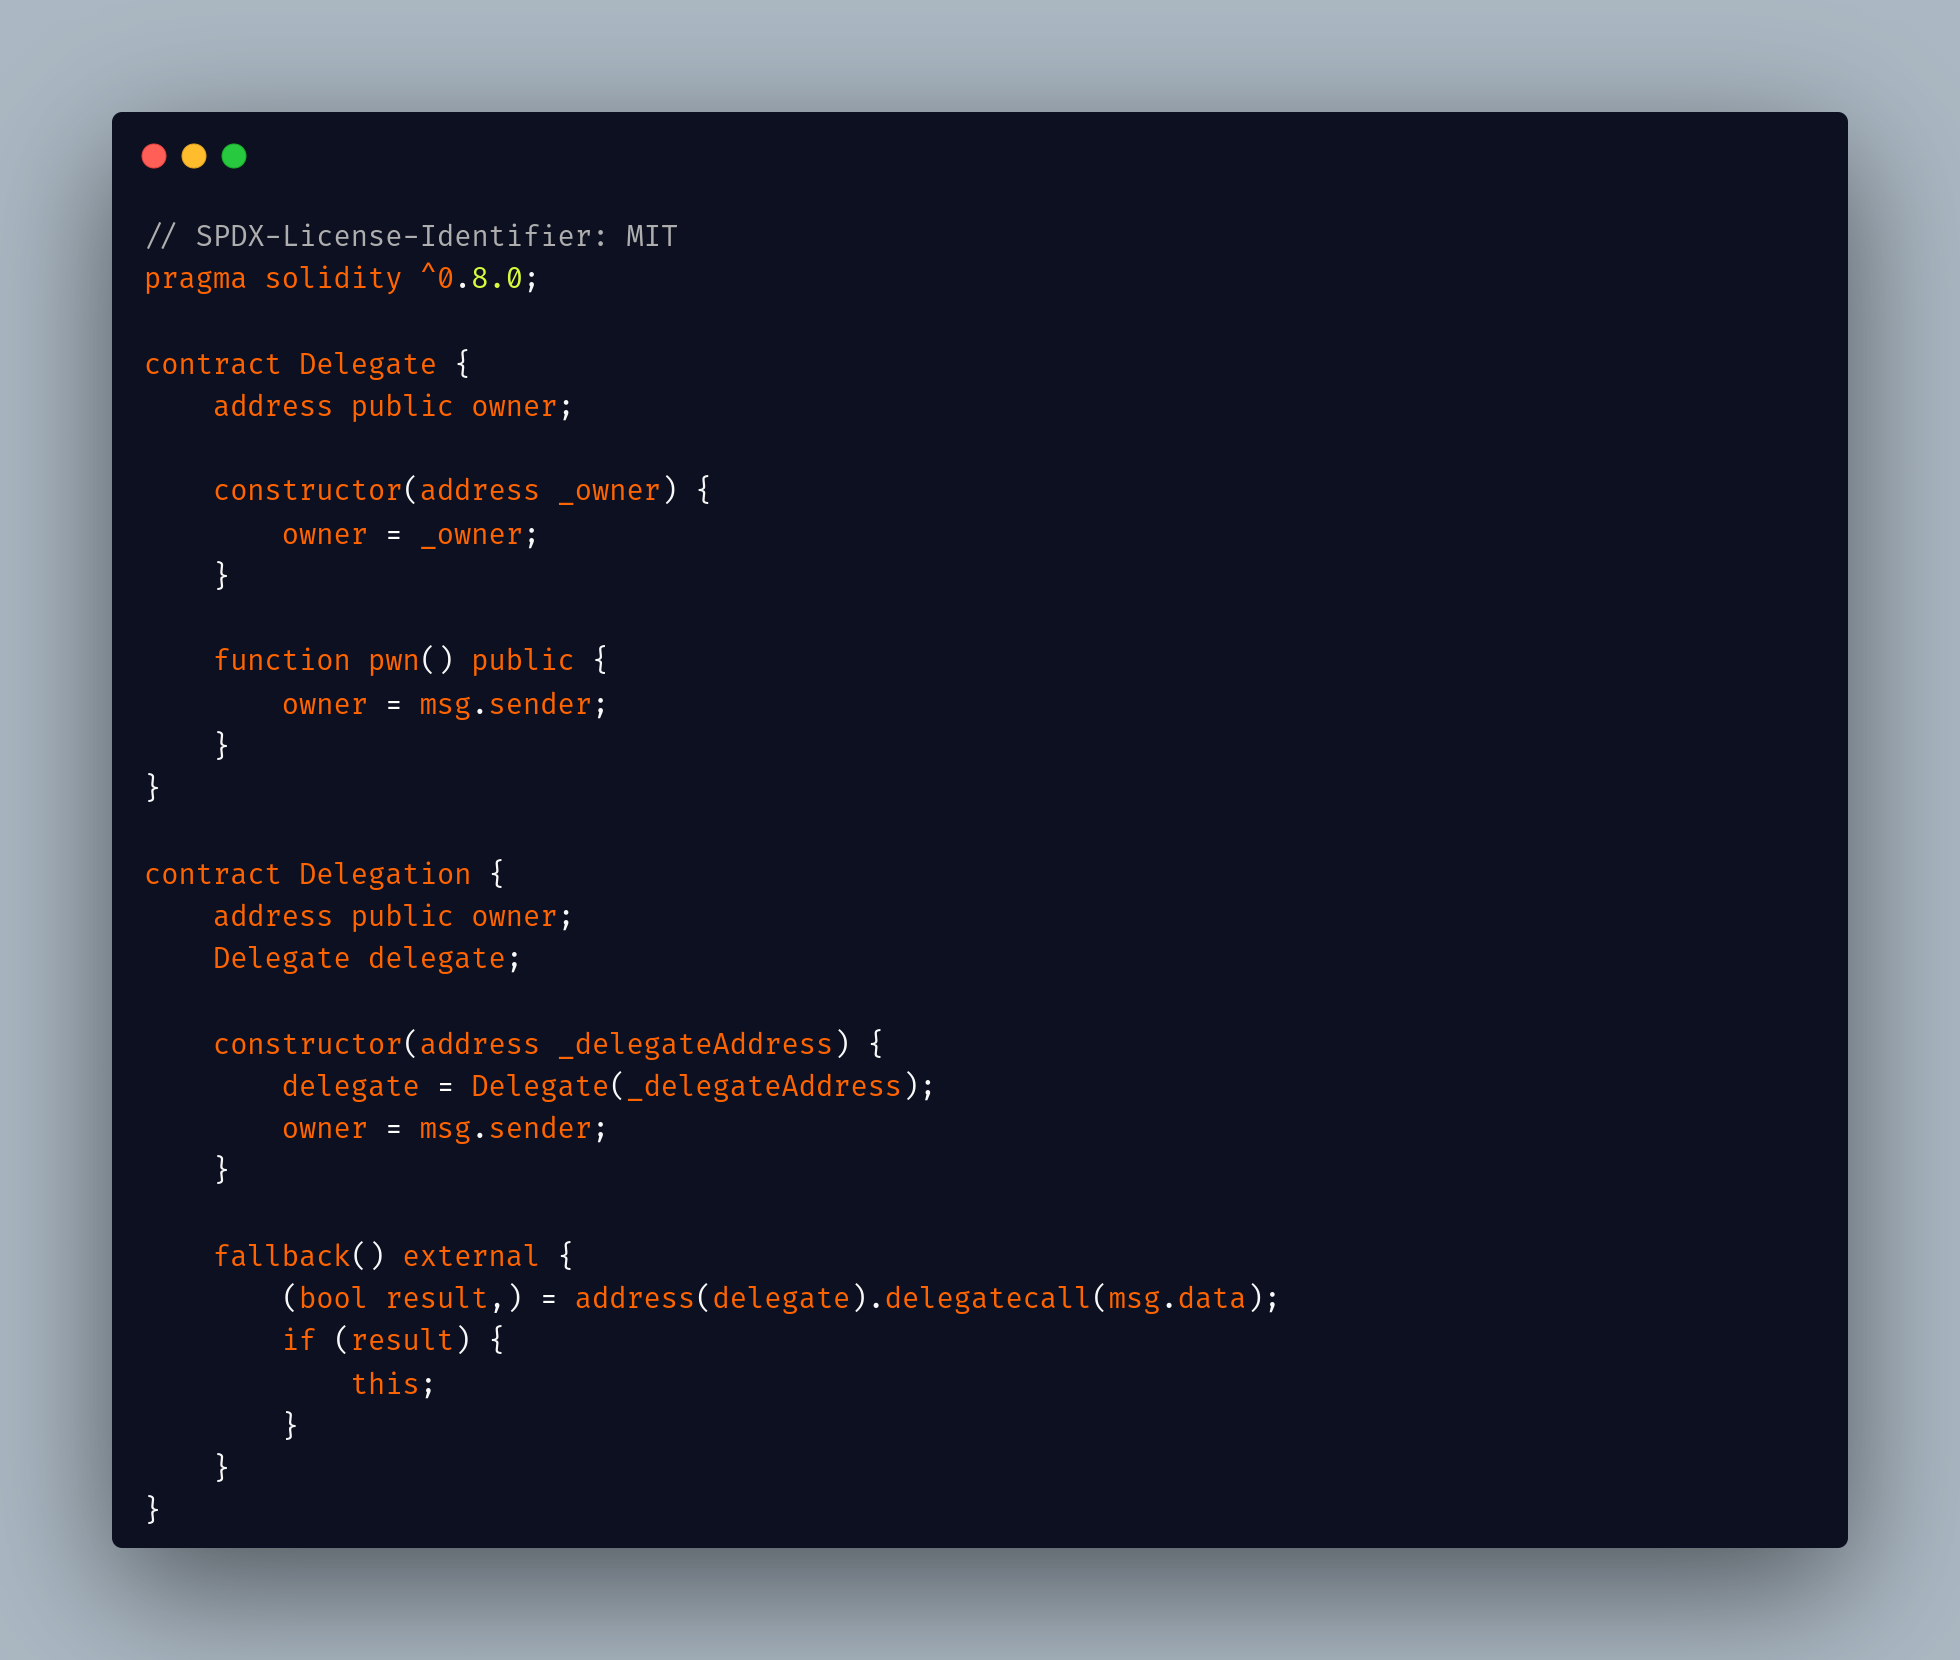 // SPDX-License-Identifier: MIT
pragma solidity ^0.8.0;

contract Delegate {
    address public owner;

    constructor(address _owner) {
        owner = _owner;
    }

    function pwn() public {
        owner = msg.sender;
    }
}

contract Delegation {
    address public owner;
    Delegate delegate;

    constructor(address _delegateAddress) {
        delegate = Delegate(_delegateAddress);
        owner = msg.sender;
    }

    fallback() external {
        (bool result,) = address(delegate).delegatecall(msg.data);
        if (result) {
            this;
        }
    }
}